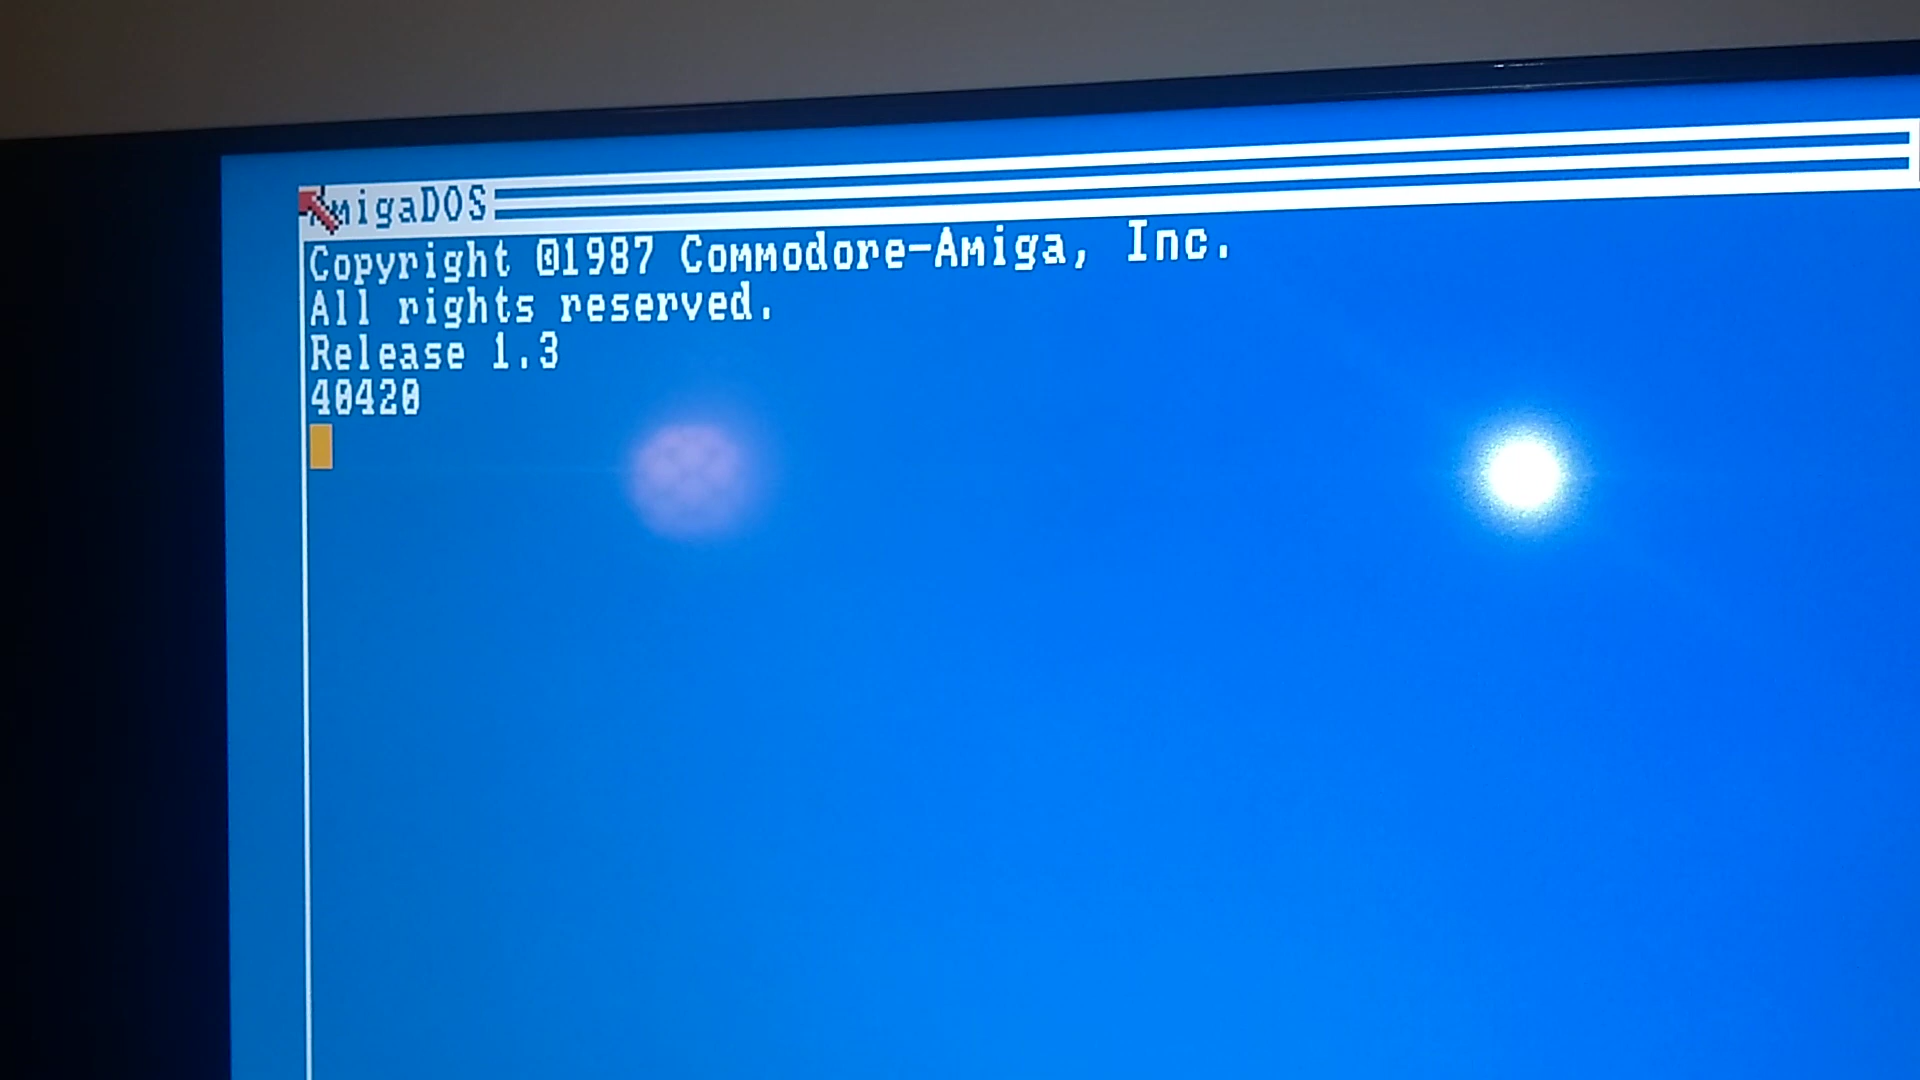 AmigaDOS
Copyright ©1987 Commodore-Amiga, Inc.
All rights reserved.
Release 1.3
40420